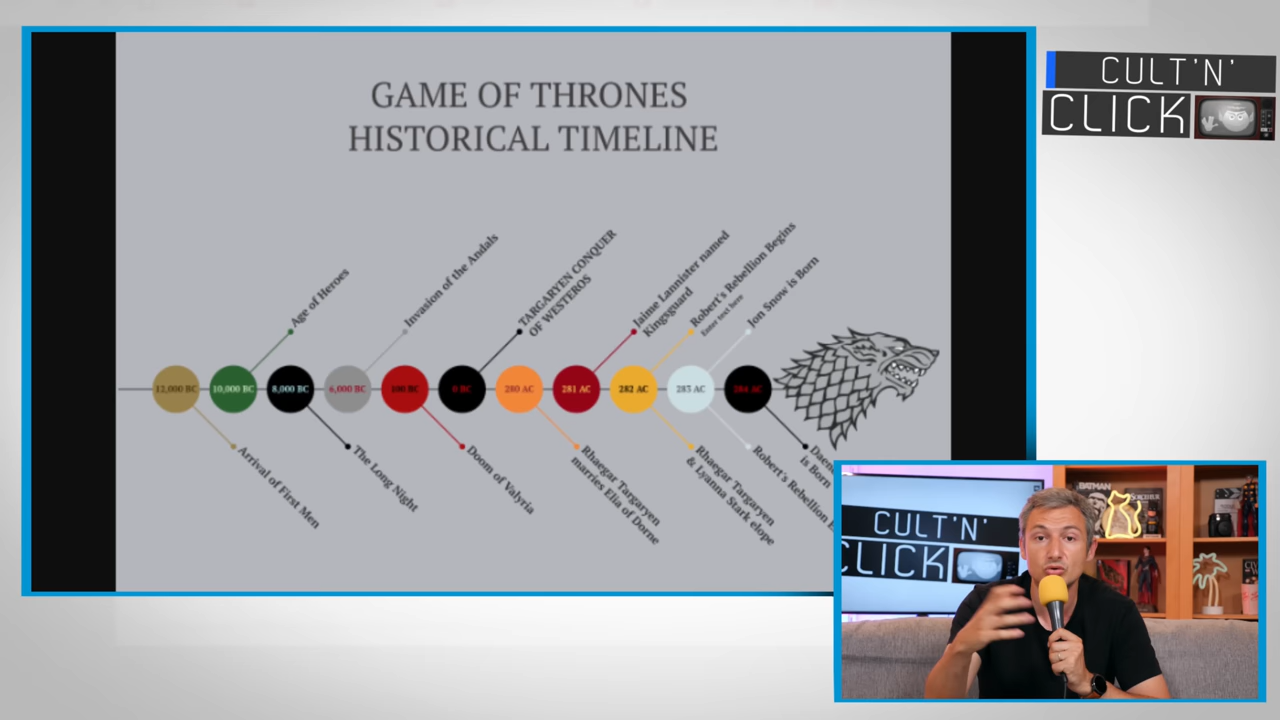 GAME OF THRONES
HISTORICAL TIMELINE
CULT'N'
CLICK
Age of Heroes
Invasion of the Andals
TARGARYEN CONQUER
OF WESTEROS
Jaime Lannister named
Kingsguard
Robert's Rebellion Begins
Enter text here
Jon Snow is Born
12,000 BC
10,000 BC
8,000 BC
6,000 BC
100 BC
0 BC
280 AC
281 AC
282 AC
283 AC
284 AC
Arrival of First Men
The Long Night
Doom of Valyria
Rhaegar Targaryen
marries Elia of Dorne
Rhaegar Targaryen
& Lyanna Stark elope
Robert's Rebellion
is Born
CULT'N'
CLICK
BATMAN